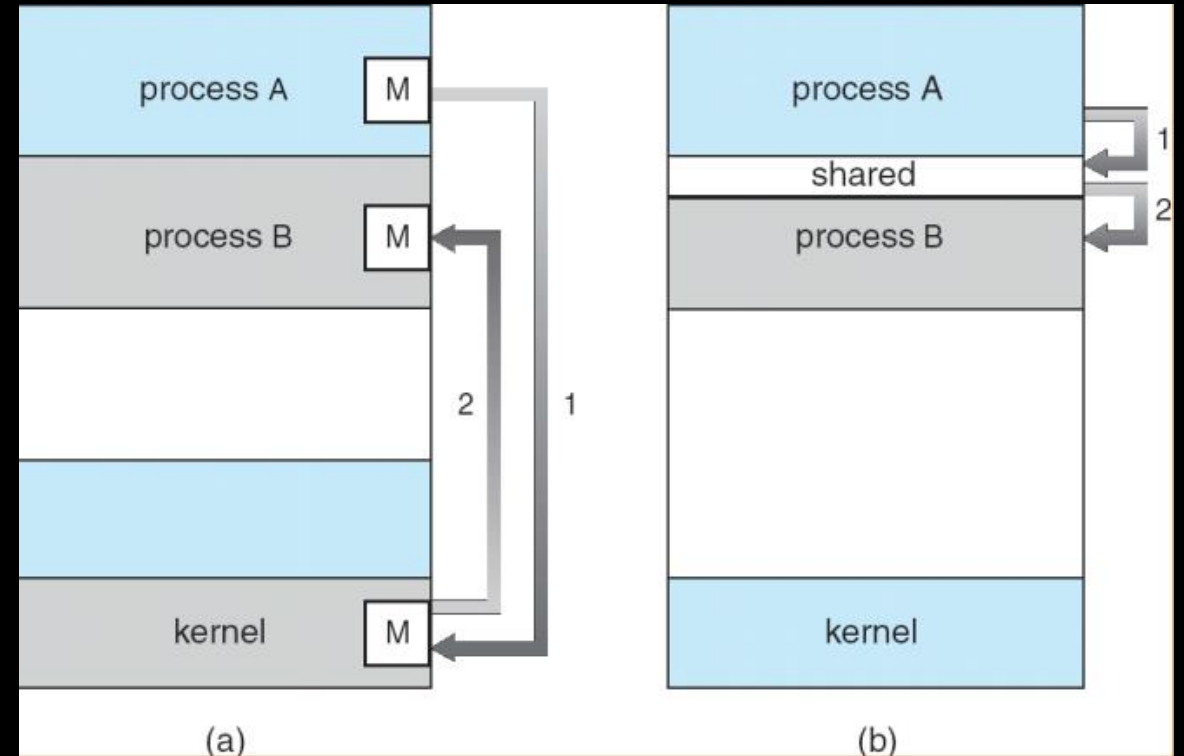 process A
M
process B
M
2
1
kernel
M
(a)
process A
1
shared
2
process B
kernel
(b)